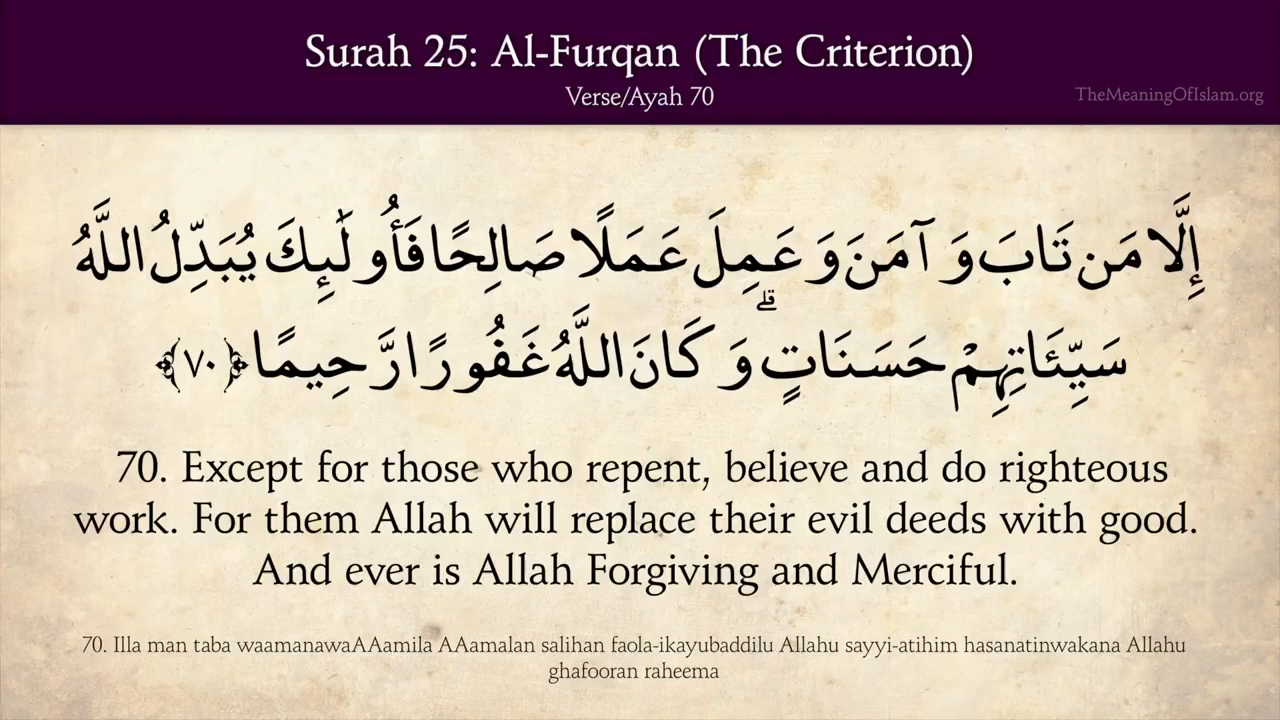 Surah 25: Al-Furqan (The Criterion)
Verse/Ayah 70
TheMeaningOfIslam.org
إِلَّا مَن تَابَ وَآمَنَ وَعَمِلَ عَمَلًا صَالِحًا فَأُولَٰئِكَ يُبَدِّلُ اللَّهُ
سَيِّئَاتِهِمْ حَسَنَاتٍ ۗ وَكَانَ اللَّهُ غَفُورًا رَّحِيمًا ﴿٧٠﴾
70. Except for those who repent, believe and do righteous
work. For them Allah will replace their evil deeds with good.
And ever is Allah Forgiving and Merciful.
70. Illa man taba waamanawaAAamila AAamalan salihan faola-ikayubaddilu Allahu sayyi-atihim hasanatinwakana Allahu
ghafooran raheema